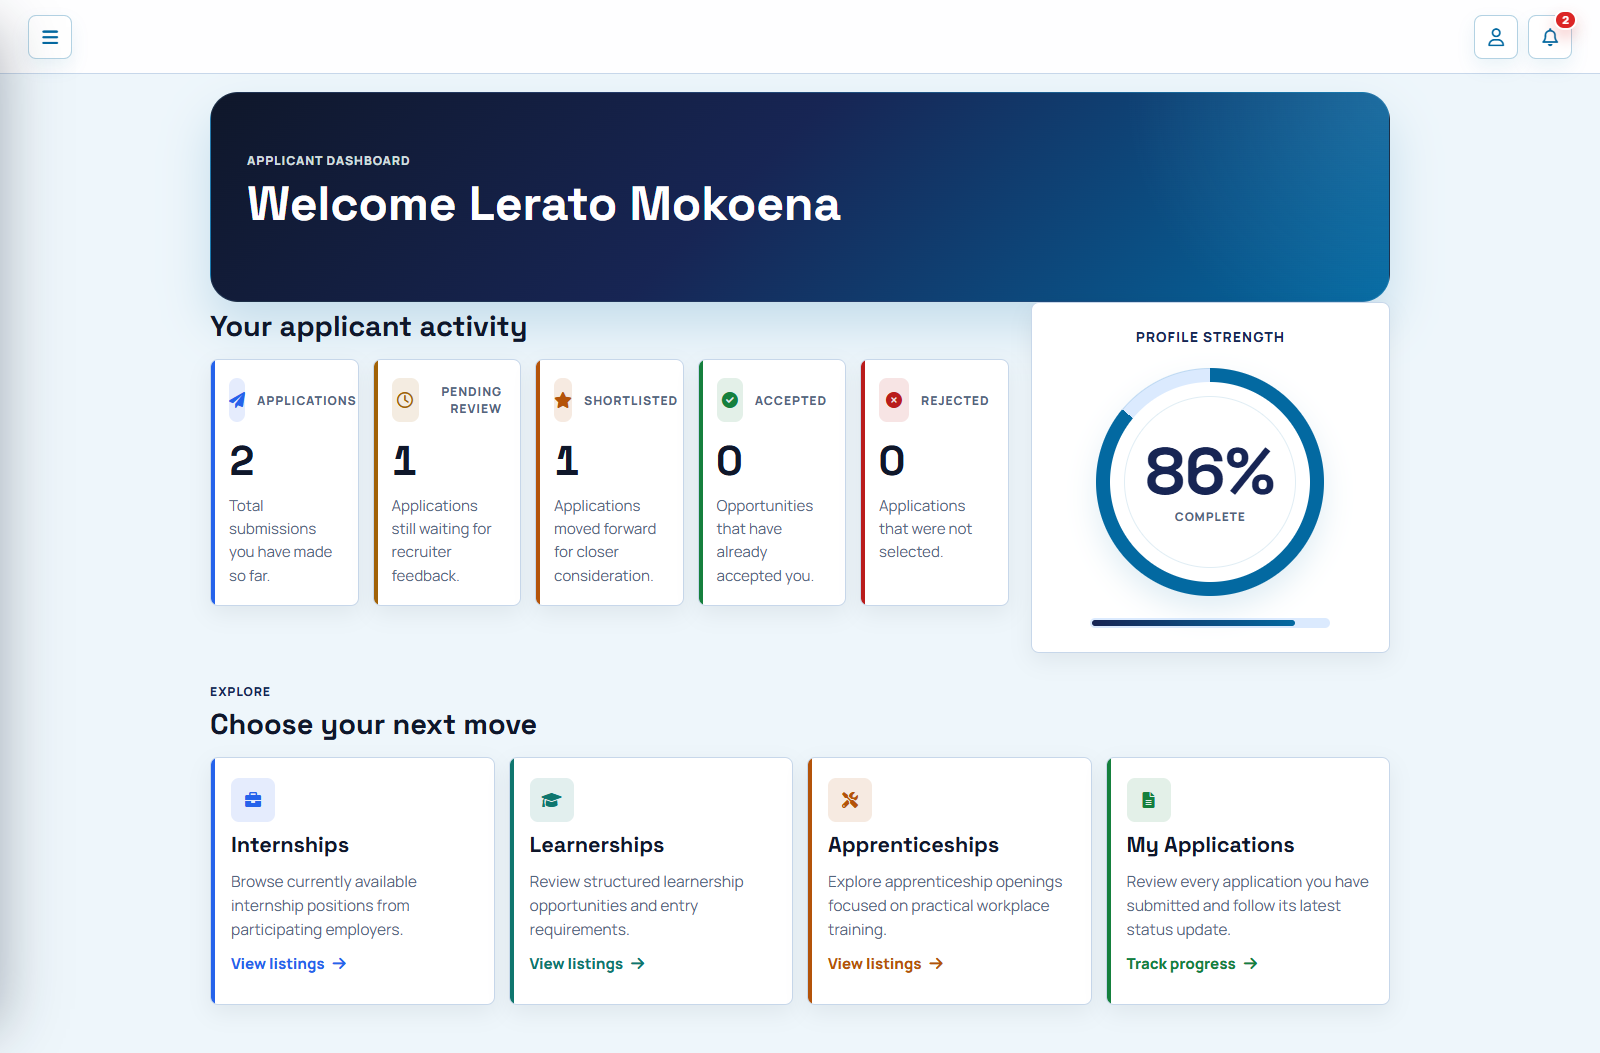 2
APPLICANT DASHBOARD
Welcome Lerato Mokoena
Your applicant activity
APPLICATIONS
2
Total
submissions
you have made
so far.
PENDING
REVIEW
1
Applications
still waiting for
recruiter
feedback.
SHORTLISTED
1
Applications
moved forward
for closer
consideration.
ACCEPTED
0
Opportunities
that have
already
accepted you.
REJECTED
0
Applications
that were not
selected.
PROFILE STRENGTH
86%
COMPLETE
EXPLORE
Choose your next move
Internships
Browse currently available
internship positions from
participating employers.
View listings
Learnerships
Review structured learnership
opportunities and entry
requirements.
View listings
Apprenticeships
Explore apprenticeship openings
focused on practical workplace
training.
View listings
My Applications
Review every application you have
submitted and follow its latest
status update.
Track progress